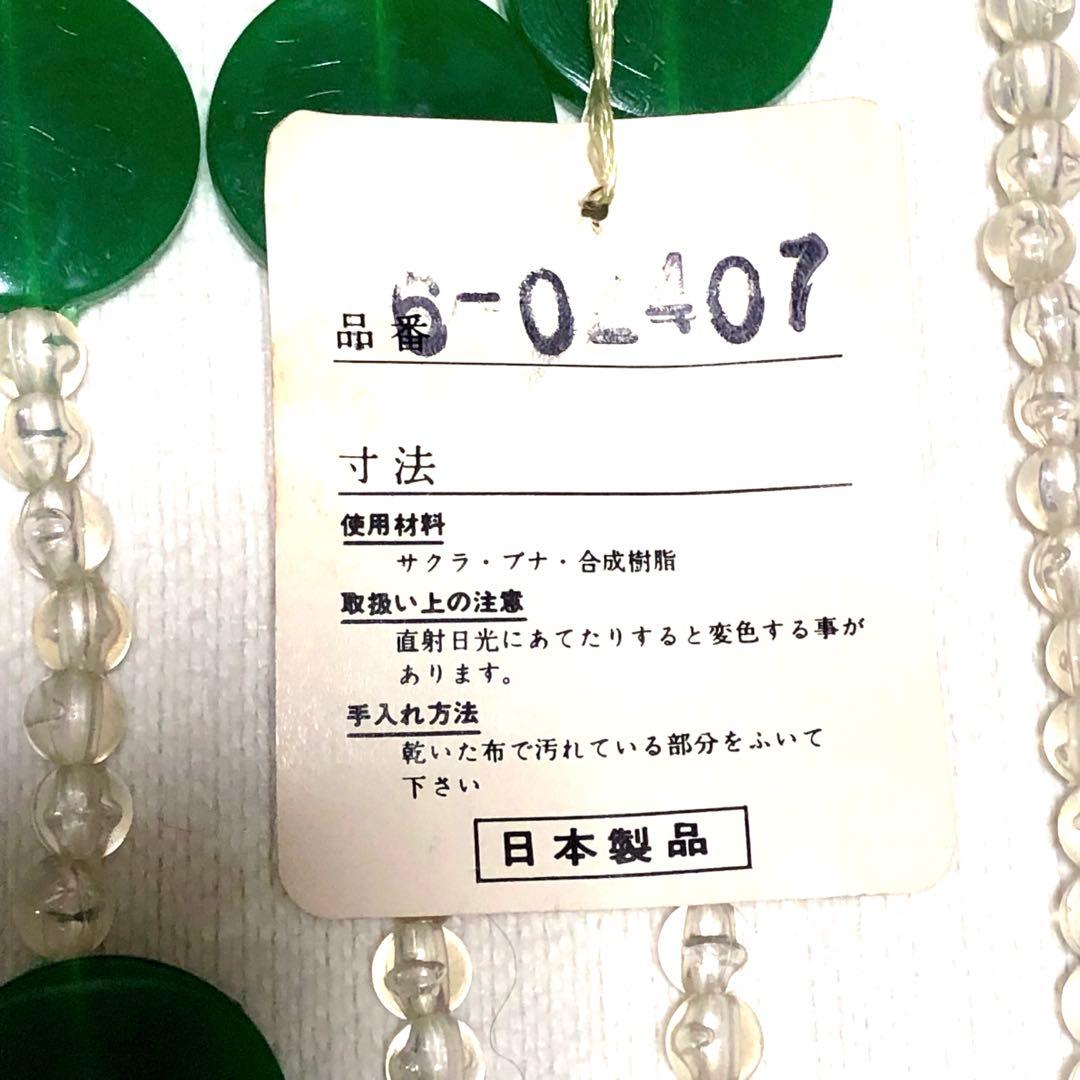 品番 6-0 407
寸法
使用材料
サクラ・ブナ・合成樹脂
取扱い上の注意
直射日光にあてたりすると変色する事が
あります。
手入れ方法
乾いた布で汚れている部分をふいて
下さい
日本製品